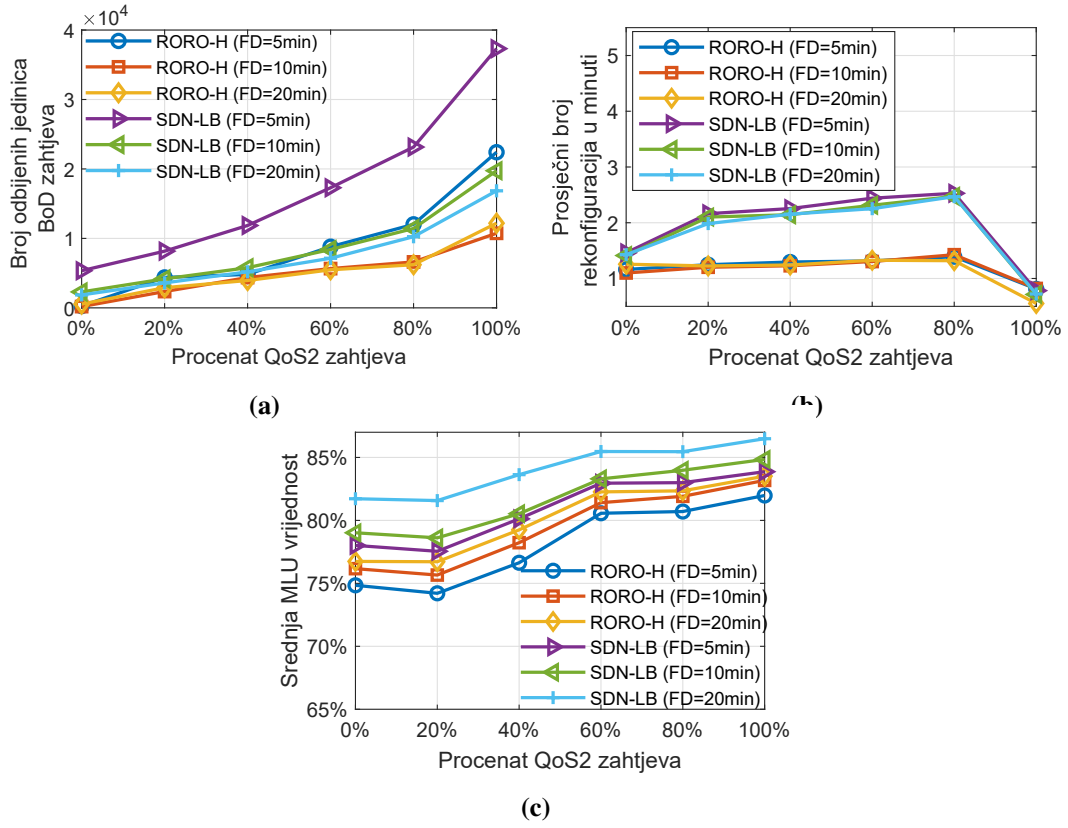 ×10⁴
4
3
2
1
0
Broj odbijenih jedinica
BoD zahtjeva
RORO-H (FD=5min)
RORO-H (FD=10min)
RORO-H (FD=20min)
SDN-LB (FD=5min)
SDN-LB (FD=10min)
SDN-LB (FD=20min)
0% 20% 40% 60% 80% 100%
Procenat QoS2 zahtjeva
(a)
5
4
3
2
1
Prosječni broj
rekonfiguracija u minuti
RORO-H (FD=5min)
RORO-H (FD=10min)
RORO-H (FD=20min)
SDN-LB (FD=5min)
SDN-LB (FD=10min)
SDN-LB (FD=20min)
0% 20% 40% 60% 80% 100%
Procenat QoS2 zahtjeva
(b)
85%
80%
75%
70%
65%
Srednja MLU vrijednost
RORO-H (FD=5min)
RORO-H (FD=10min)
RORO-H (FD=20min)
SDN-LB (FD=5min)
SDN-LB (FD=10min)
SDN-LB (FD=20min)
0% 20% 40% 60% 80% 100%
Procenat QoS2 zahtjeva
(c)